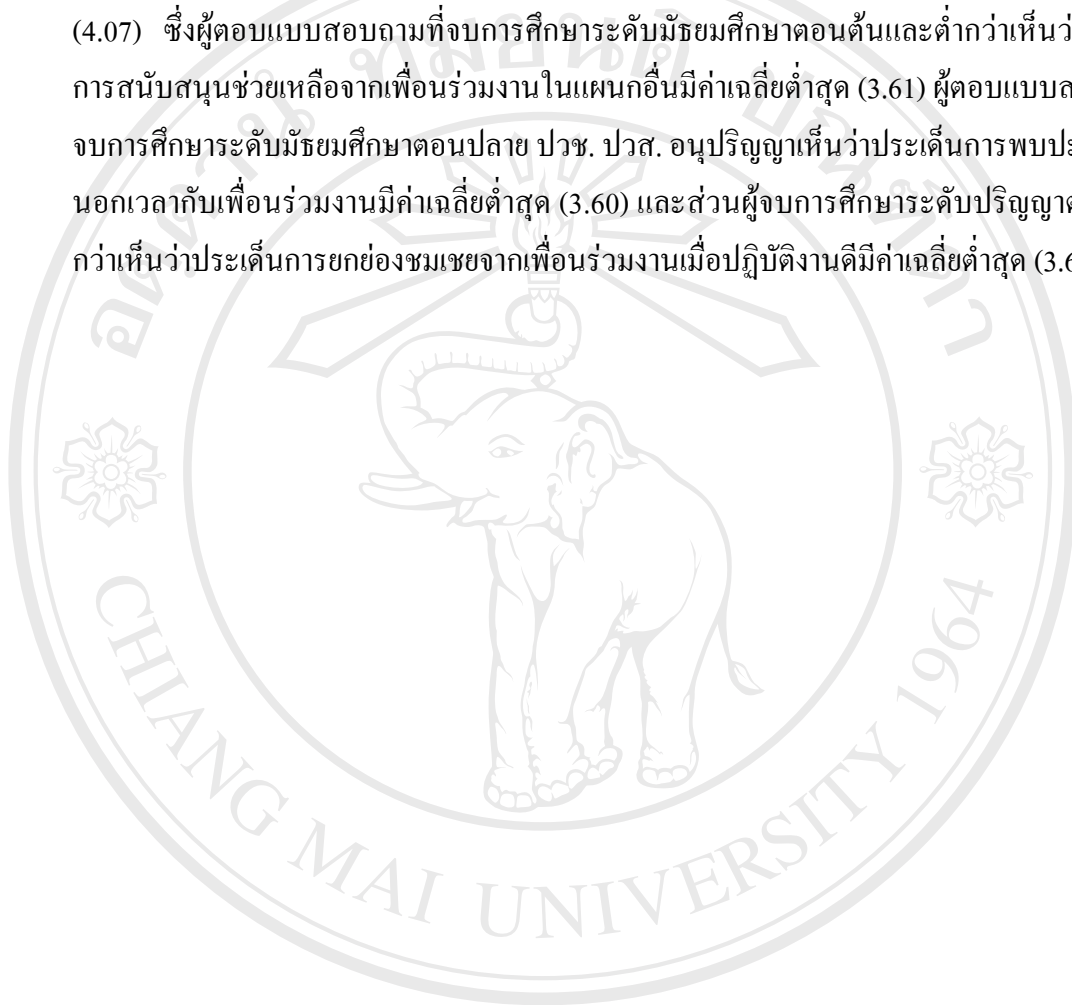 (4.07) ซึ่งผู้ตอบแบบสอบถามที่จบการศึกษาระดับมัธยมศึกษาตอนต้นและต่ำกว่าเห็นว
การสนับสนุนช่วยเหลือจากเพื่อนร่วมงานในแผนกอื่นมีค่าเฉลี่ยต่ำสุด (3.61) ผู้ตอบแบบส
จบการศึกษาระดับมัธยมศึกษาตอนปลาย ปวช. ปวส. อนุปริญญาเห็นว่าประเด็นการพบปะ
นอกเวลากับเพื่อนร่วมงานมีค่าเฉลี่ยต่ำสุด (3.60) และส่วนผู้จบการศึกษาระดับปริญญาต
กว่าเห็นว่าประเด็นการยกย่องชมเชยจากเพื่อนร่วมงานเมื่อปฏิบัติงานดีมีค่าเฉลี่ยต่ำสุด (3.6
CHIANG MAI UNIVERSITY 1964